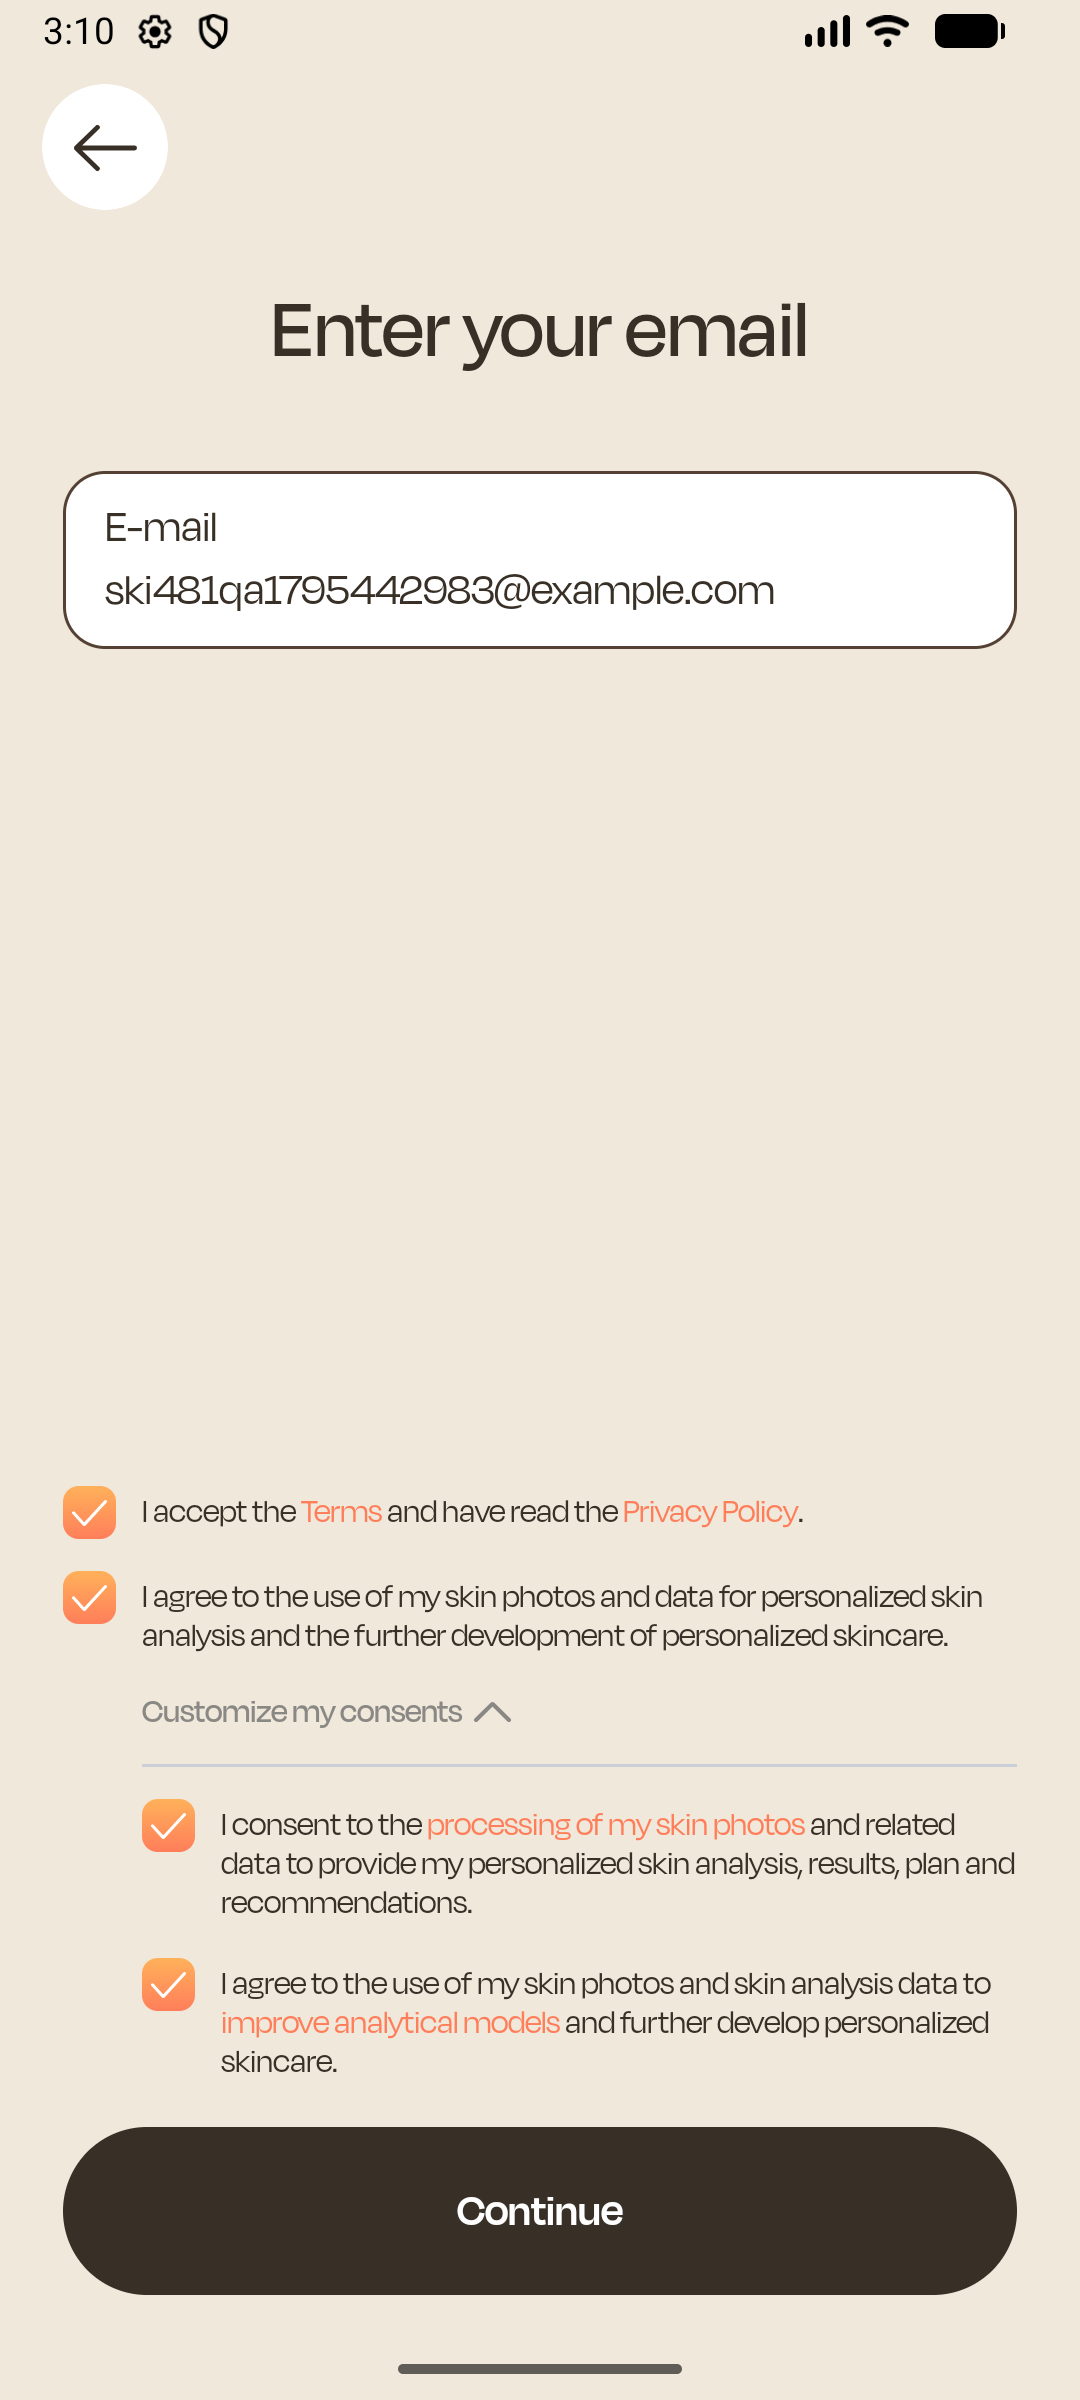 3:10
Enter your email
E-mail
ski481qa1795442983@example.com
I accept the Terms and have read the Privacy Policy.
I agree to the use of my skin photos and data for personalized skin
analysis and the further development of personalized skincare.
Customize my consents
I consent to the processing of my skin photos and related
data to provide my personalized skin analysis, results, plan and
recommendations.
I agree to the use of my skin photos and skin analysis data to
improve analytical models and further develop personalized
skincare.
Continue